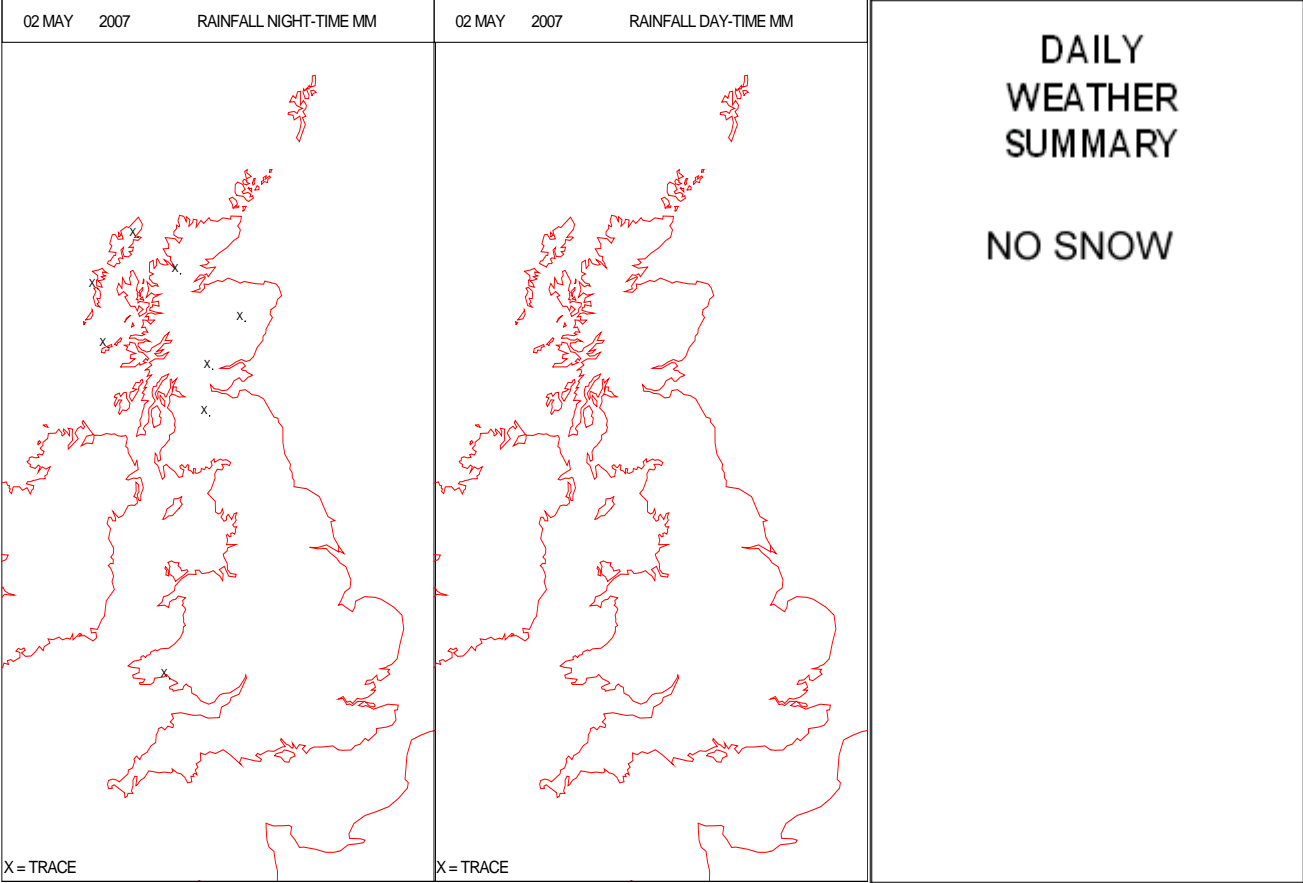 02 MAY 2007 RAINFALL NIGHT-TIME MM
X
X.
X
X.
X
X.
X.
X
X = TRACE
02 MAY 2007 RAINFALL DAY-TIME MM
X = TRACE
DAILY
WEATHER
SUMMARY
NO SNOW